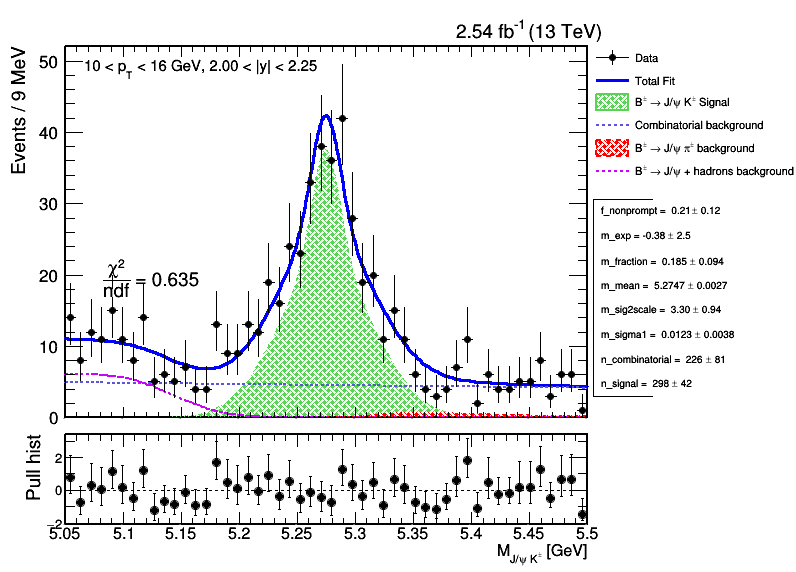 2.54 fb⁻¹ (13 TeV)
Events / 9 MeV
10 < p_T < 16 GeV, 2.00 < |y| < 2.25
50
40
30
20
10
0
χ²/ndf = 0.635
Data
Total Fit
B± → J/ψ K± Signal
Combinatorial background
B± → J/ψ π± background
B± → J/ψ + hadrons background
f_nonprompt = 0.21 ± 0.12
m_exp = -0.38 ± 2.5
m_fraction = 0.185 ± 0.094
m_mean = 5.2747 ± 0.0027
m_sig2scale = 3.30 ± 0.94
m_sigma1 = 0.0123 ± 0.0038
n_combinatorial = 226 ± 81
n_signal = 298 ± 42
Pull hist
2
0
−2
5.05 5.1 5.15 5.2 5.25 5.3 5.35 5.4 5.45 5.5
M_J/ψ K± [GeV]